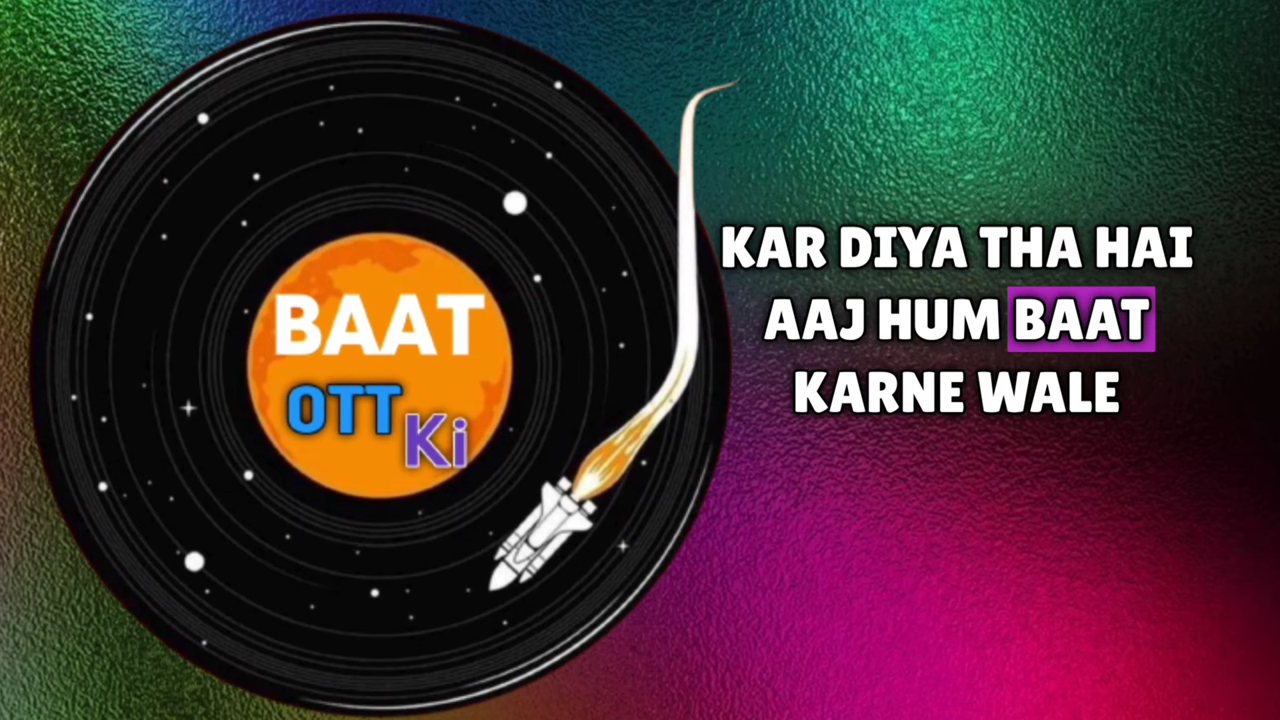 BAAT
OTT
Ki
KAR DIYA THA HAI
AAJ HUM BAAT
KARNE WALE